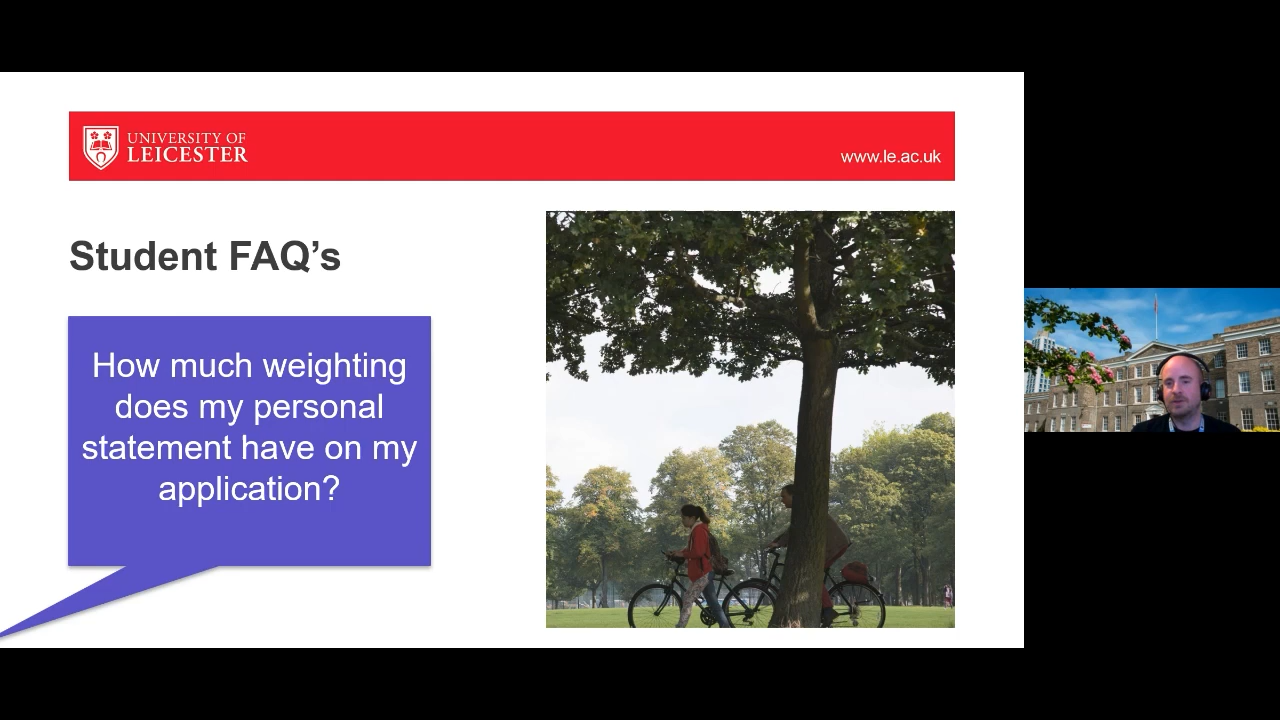 UNIVERSITY OF
LEICESTER
www.le.ac.uk
Student FAQ’s
How much weighting
does my personal
statement have on my
application?